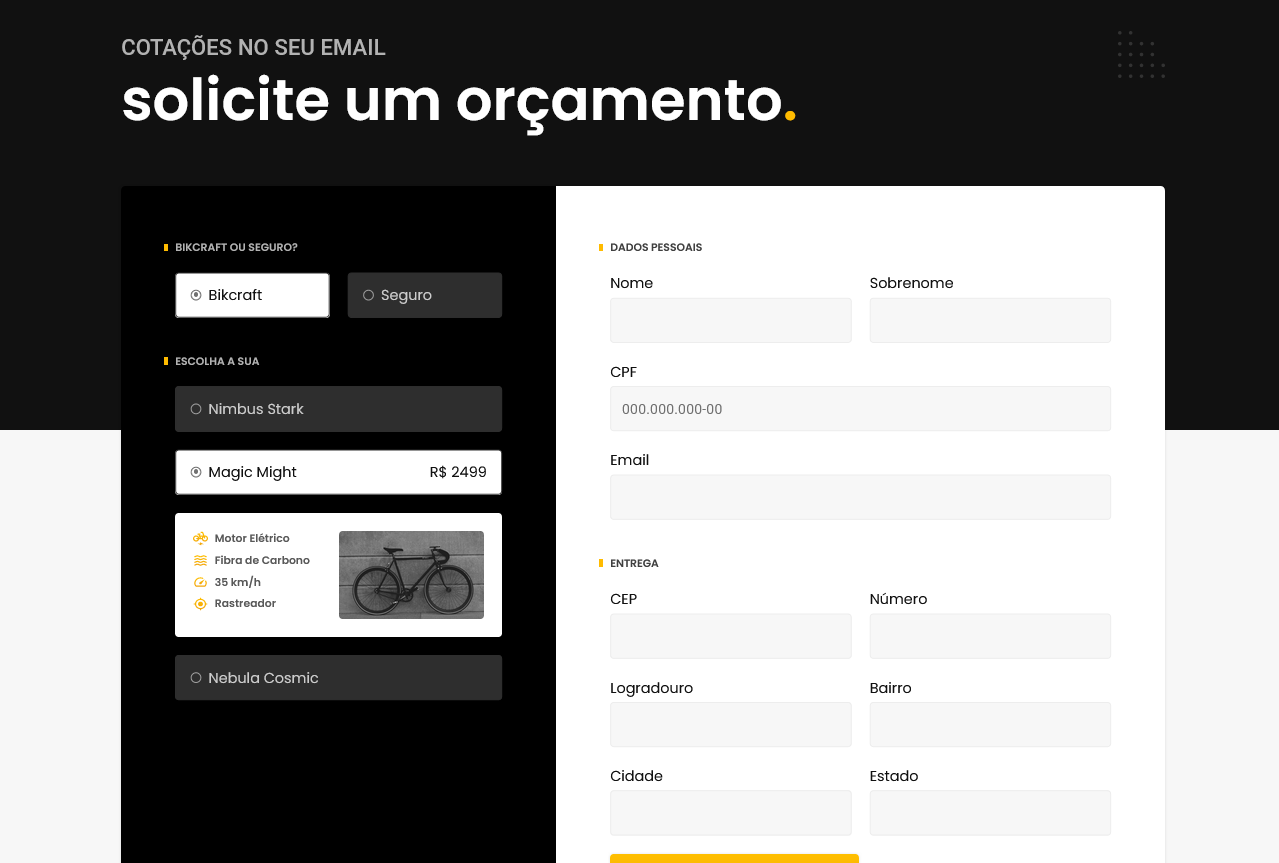 COTAÇÕES NO SEU EMAIL
solicite um orçamento.
BIKCRAFT OU SEGURO?
Bikcraft
Seguro
ESCOLHA A SUA
Nimbus Stark
Magic Might R$ 2499
Motor Elétrico
Fibra de Carbono
35 km/h
Rastreador
Nebula Cosmic
DADOS PESSOAIS
Nome
Sobrenome
CPF
000.000.000-00
Email
ENTREGA
CEP
Número
Logradouro
Bairro
Cidade
Estado